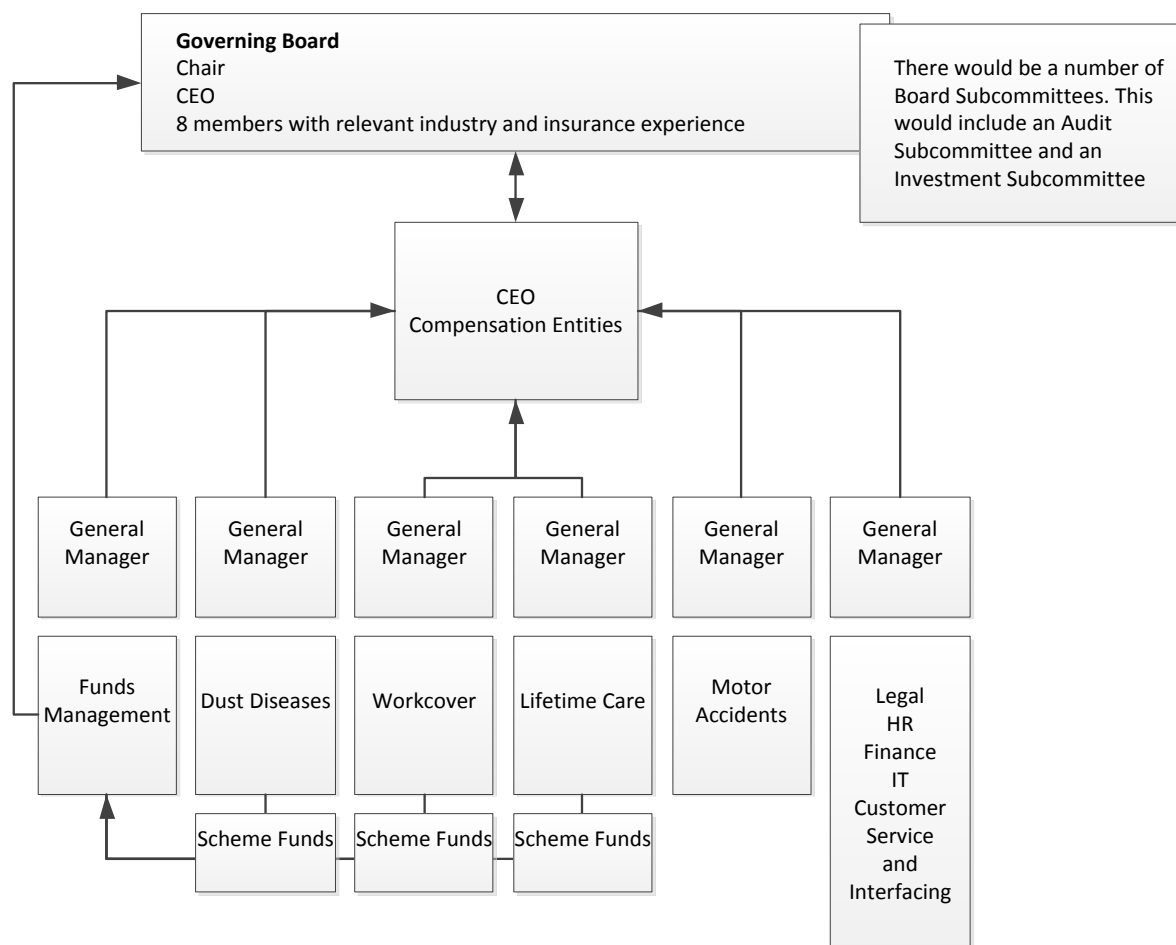 Governing Board
Chair
CEO
8 members with relevant industry and insurance experience
There would be a number of
Board Subcommittees. This
would include an Audit
Subcommittee and an
Investment Subcommittee
CEO
Compensation Entities
General
Manager
General
Manager
General
Manager
General
Manager
General
Manager
General
Manager
Funds
Management
Dust Diseases
Workcover
Lifetime Care
Motor
Accidents
Legal
HR
Finance
IT
Customer
Service
and
Interfacing
Scheme Funds
Scheme Funds
Scheme Funds